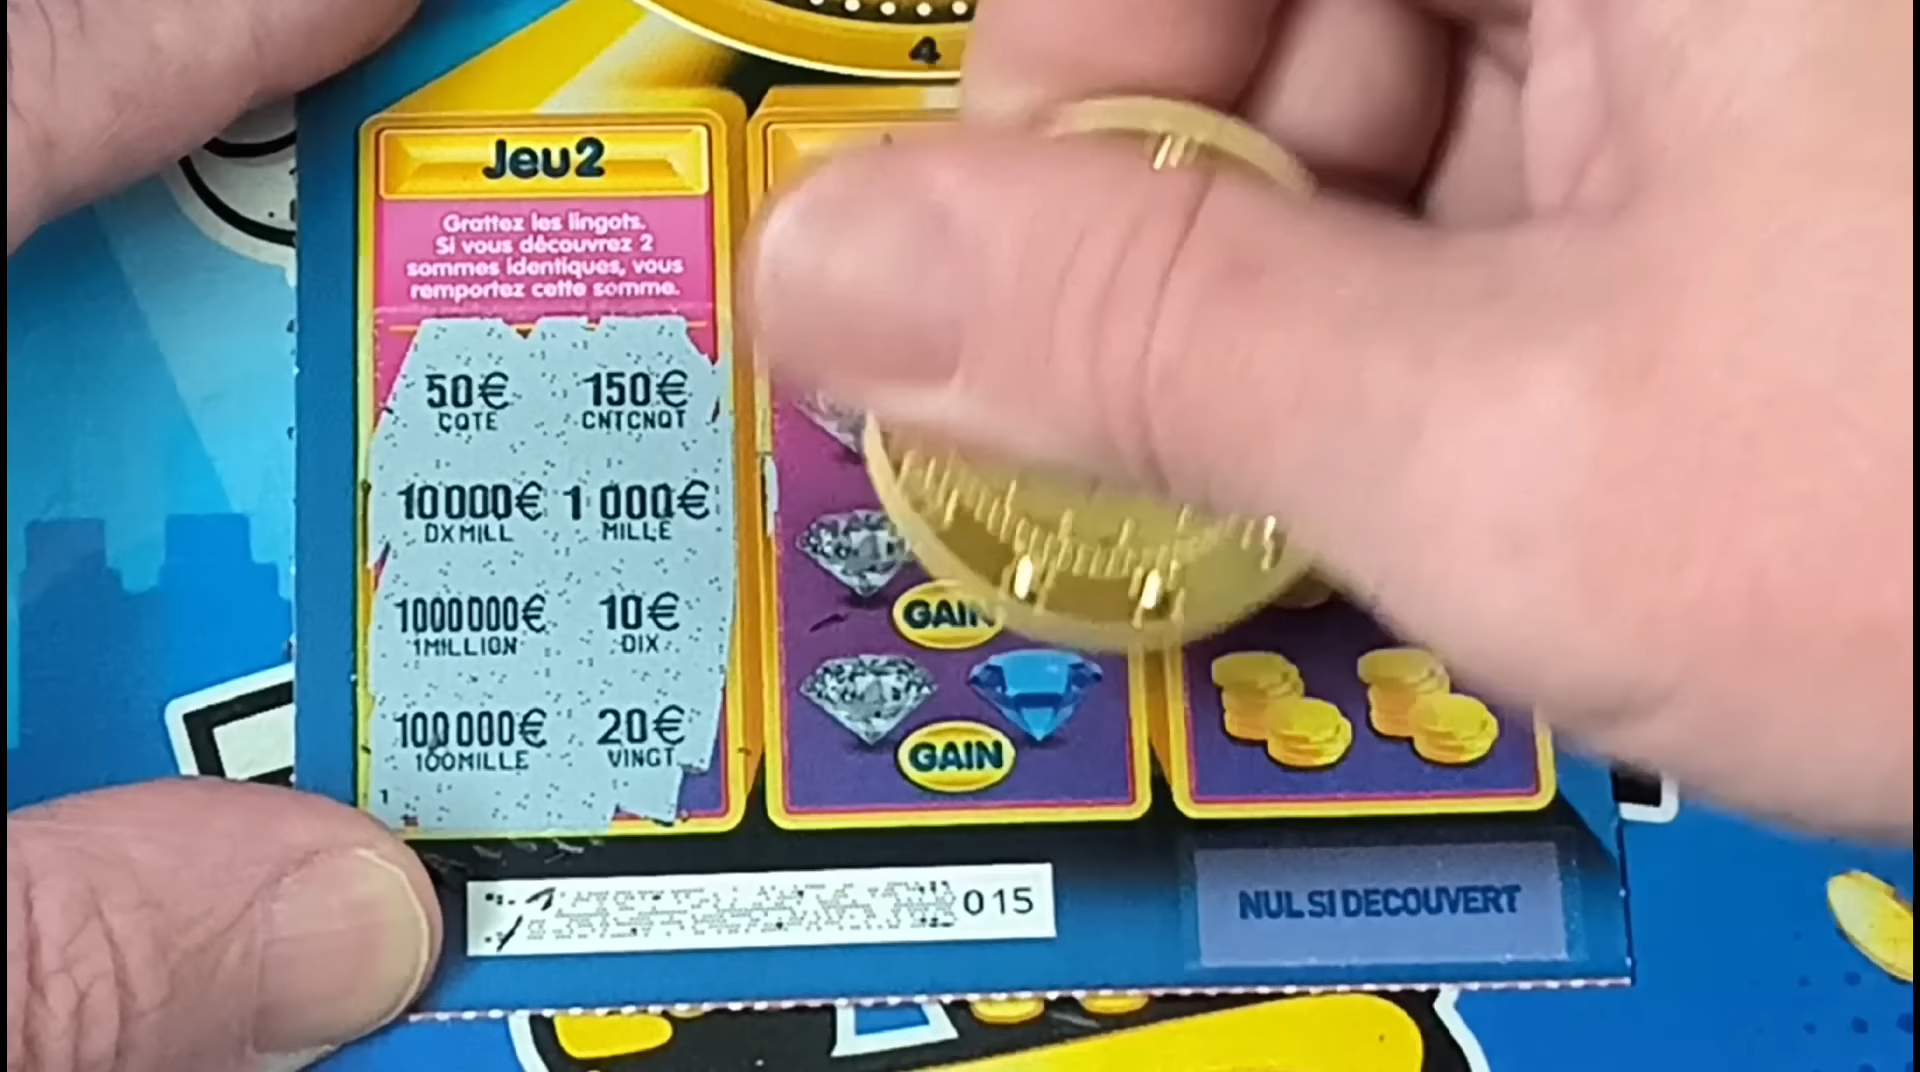 4
Jeu2
Grattez les lingots.
Si vous découvrez 2
sommes identiques, vous
remportez cette somme.
50€ 150€
CQTE CNTCNQT
10000€ 1 000€
DXMILL MILLE
1000000€ 10€
1MILLION DIX
100000€ 20€
100MILLE VINGT
1
GAIN
GAIN
015
NUL SI DECOUVERT